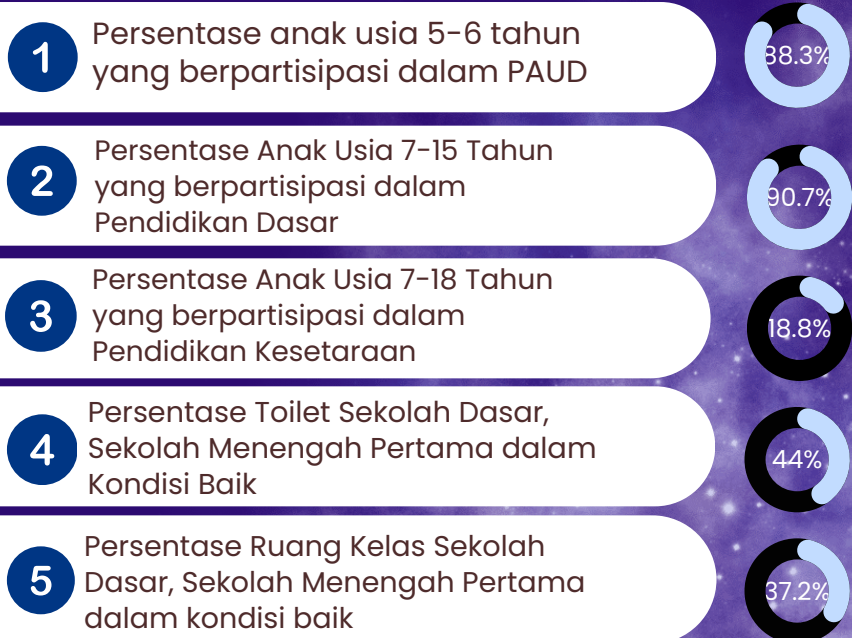 1
Persentase anak usia 5-6 tahun
yang berpartisipasi dalam PAUD
88.3%
2
Persentase Anak Usia 7-15 Tahun
yang berpartisipasi dalam
Pendidikan Dasar
90.7%
3
Persentase Anak Usia 7-18 Tahun
yang berpartisipasi dalam
Pendidikan Kesetaraan
18.8%
4
Persentase Toilet Sekolah Dasar,
Sekolah Menengah Pertama dalam
Kondisi Baik
44%
5
Persentase Ruang Kelas Sekolah
Dasar, Sekolah Menengah Pertama
dalam kondisi baik
37.2%